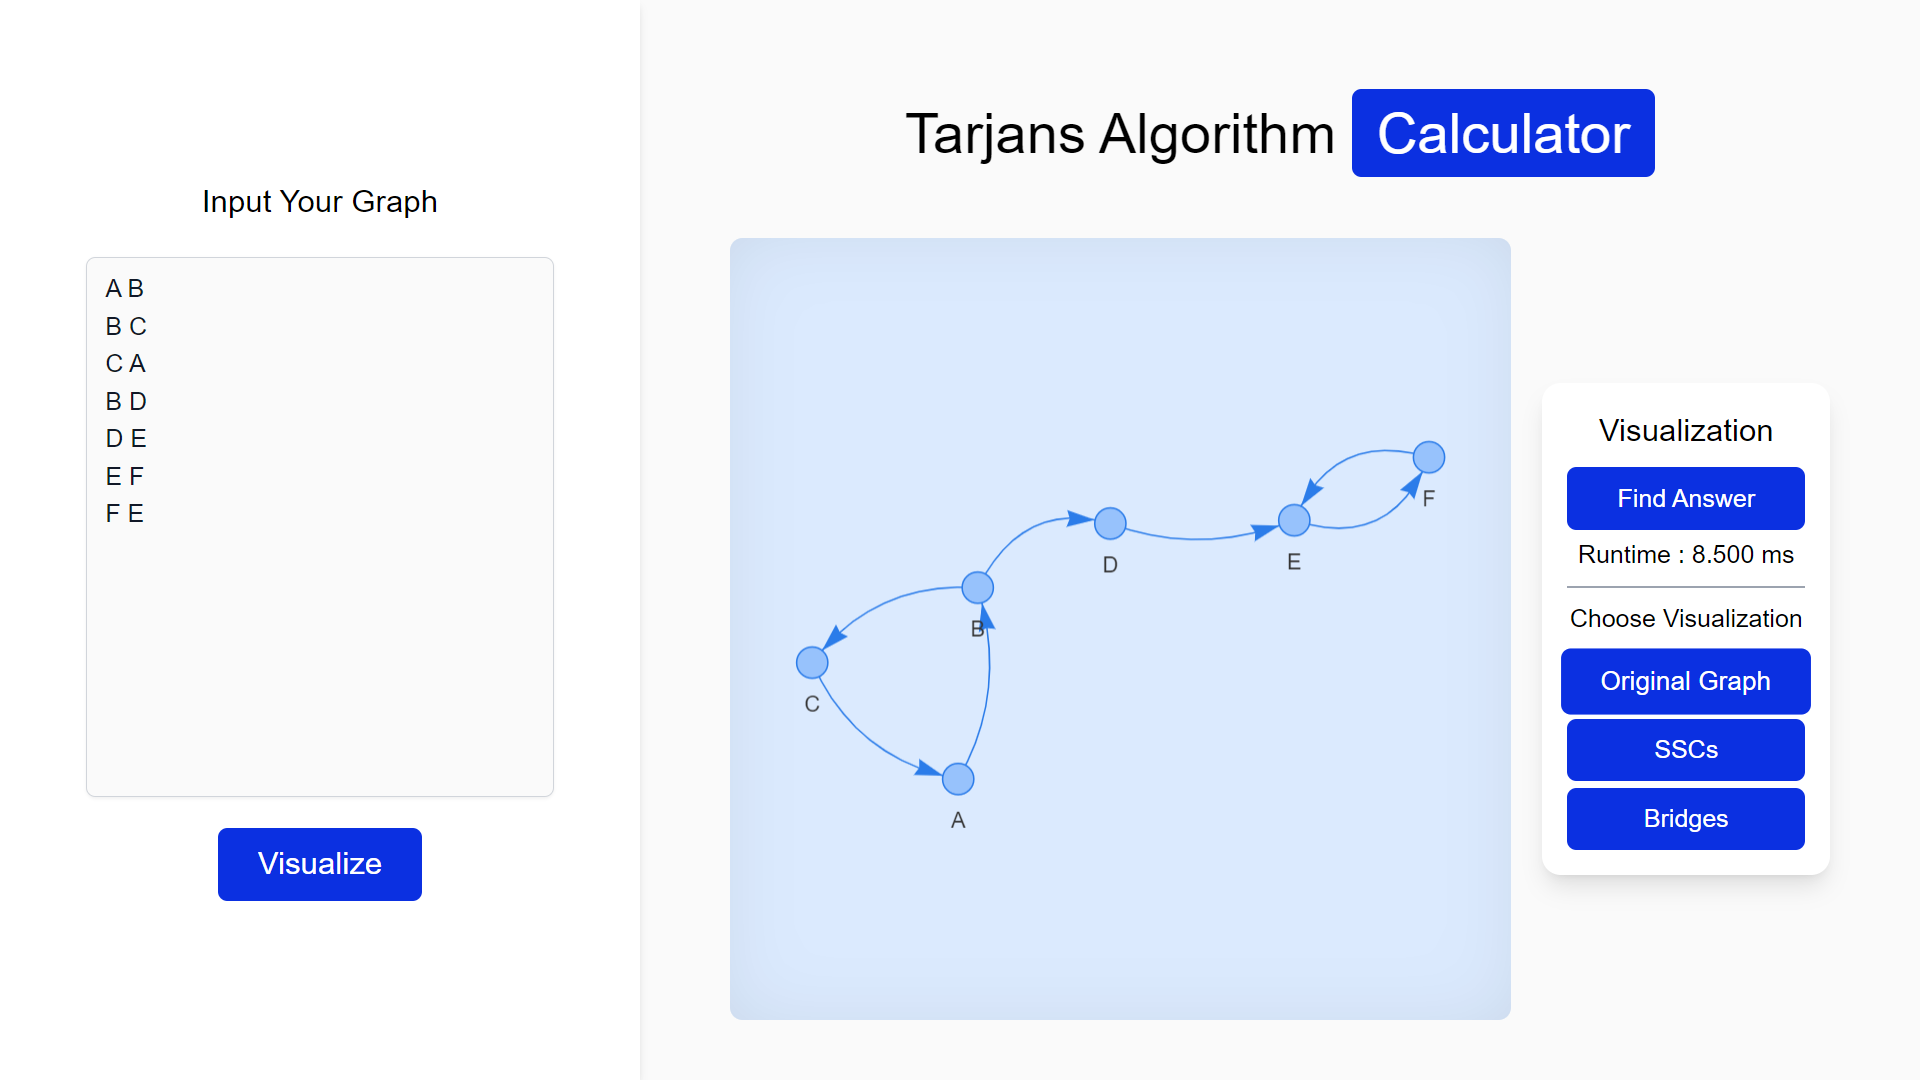 Input Your Graph
A B
B C
C A
B D
D E
E F
F E
Visualize
Tarjans Algorithm Calculator
F
D
E
B
C
A
Visualization
Find Answer
Runtime : 8.500 ms
Choose Visualization
Original Graph
SSCs
Bridges